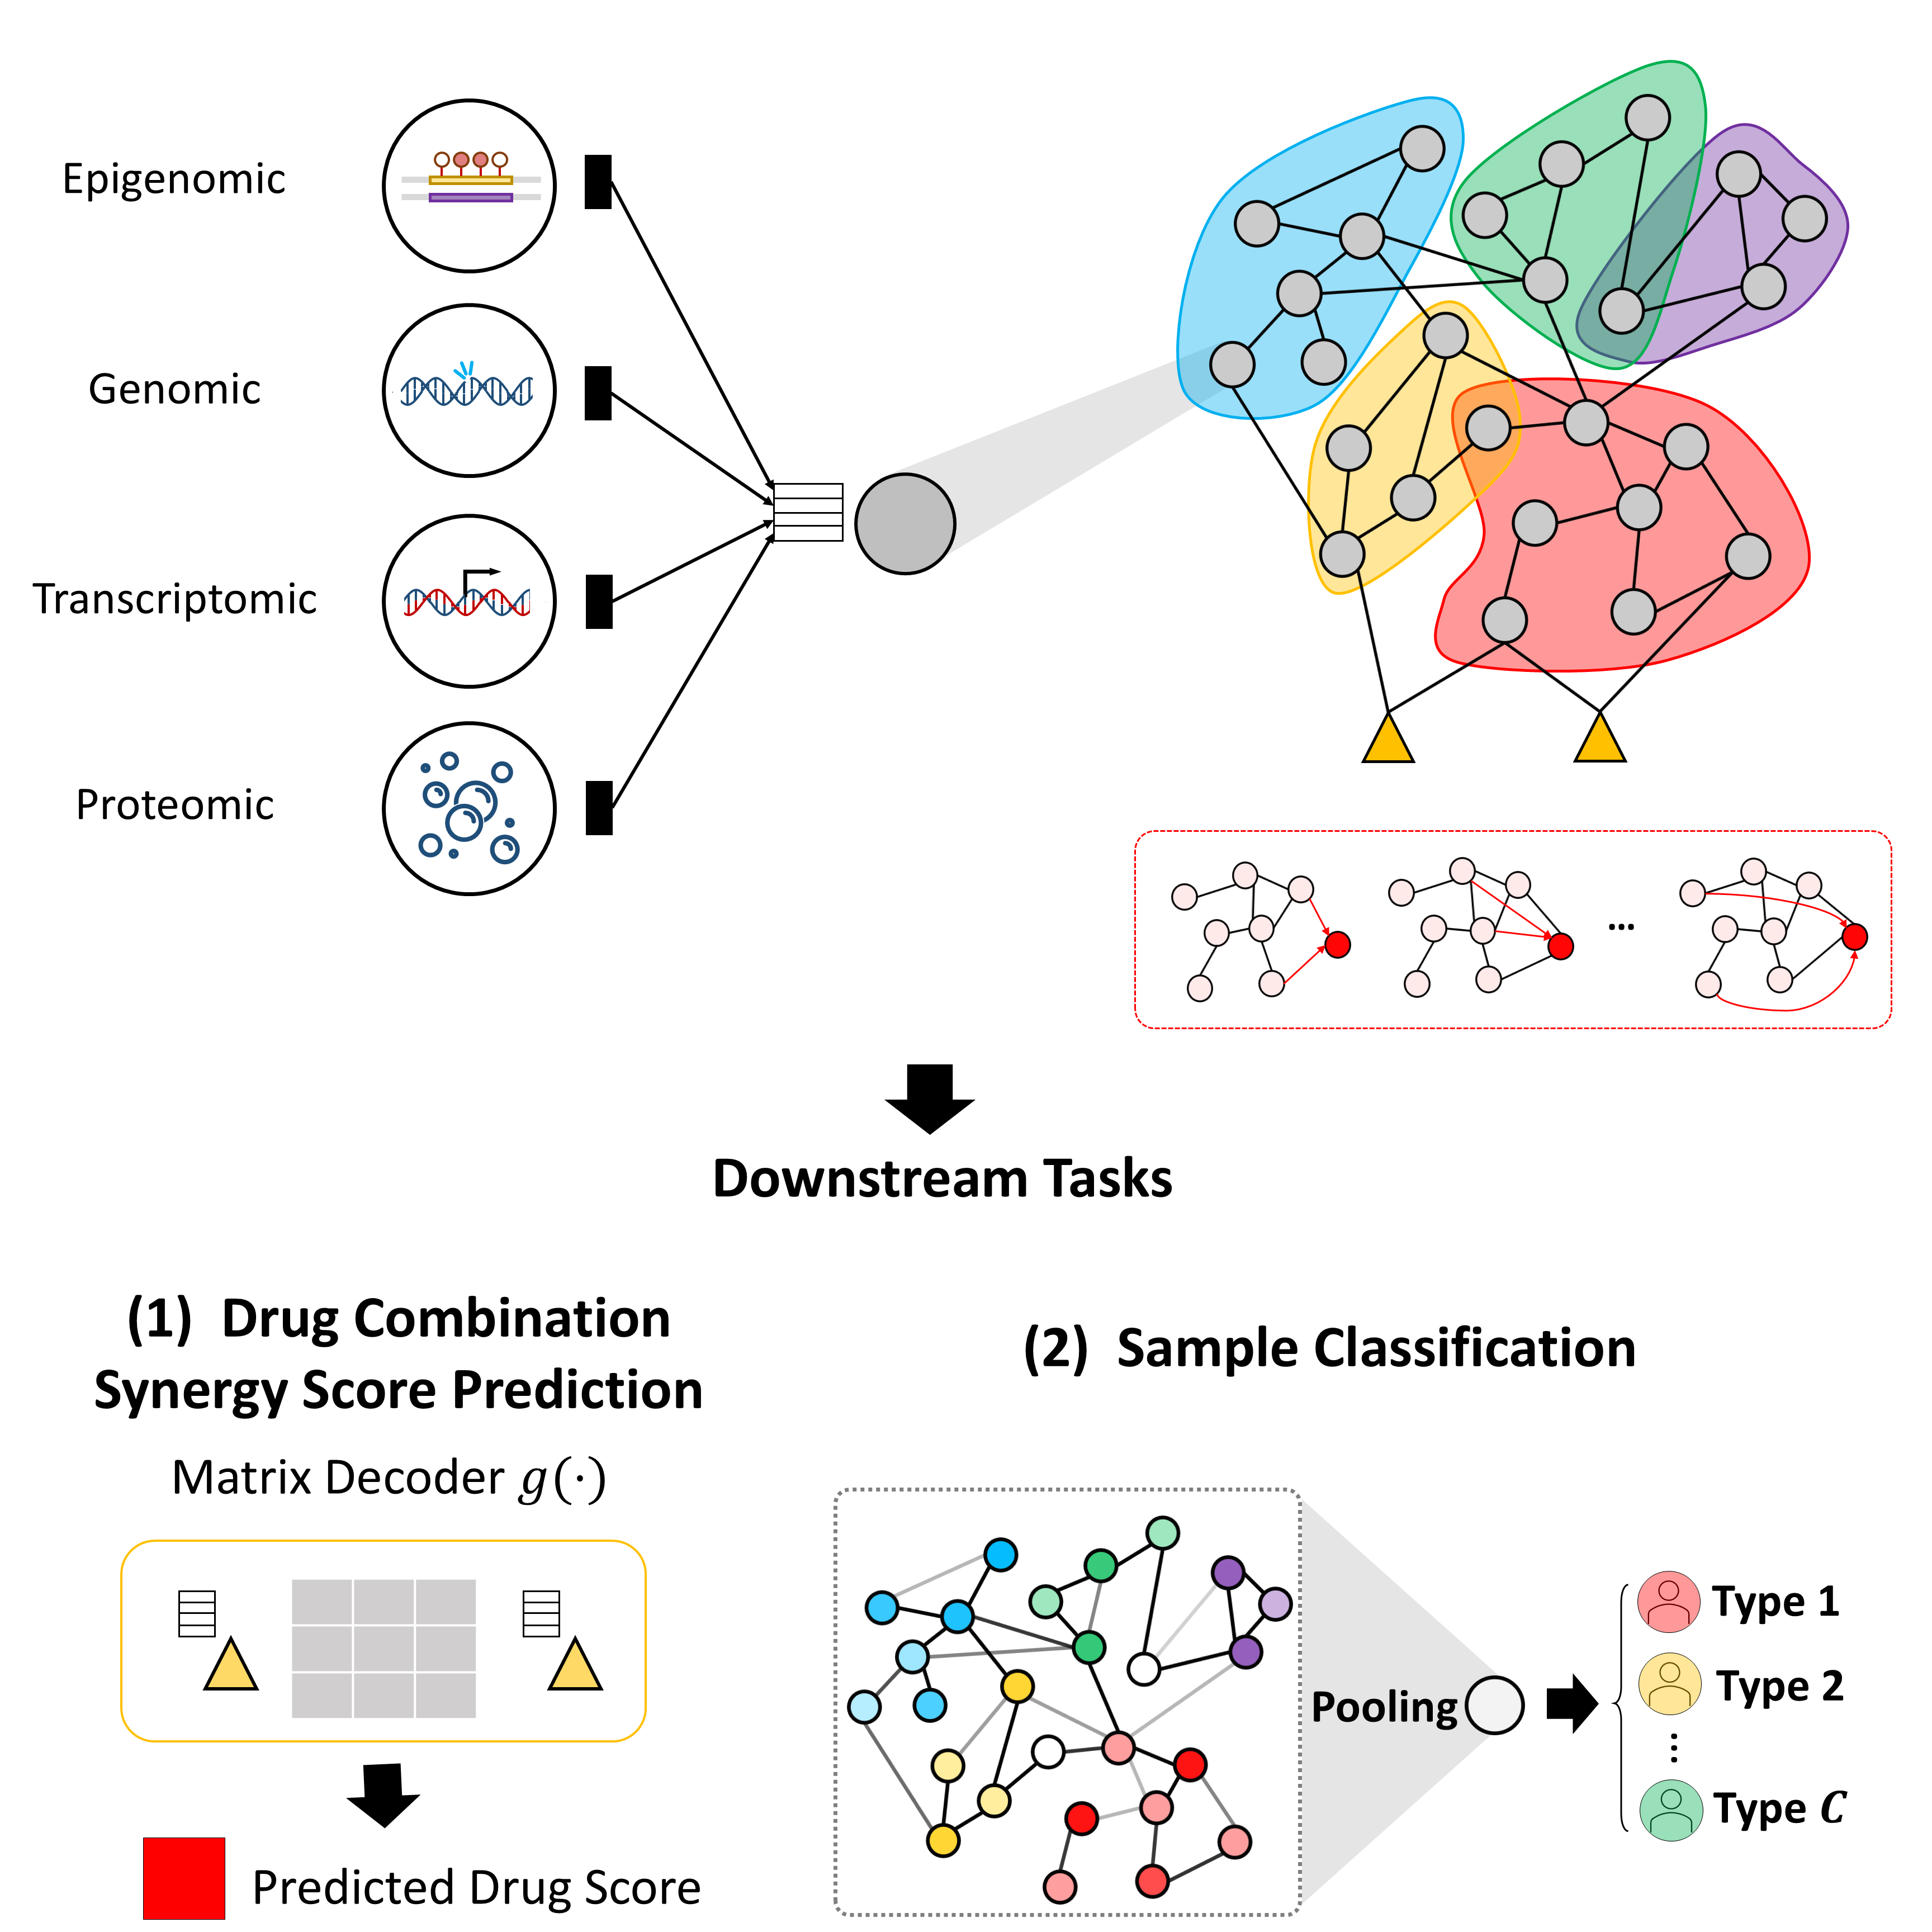 Epigenomic
Genomic
Transcriptomic
Proteomic
...
Downstream Tasks
(1) Drug Combination
Synergy Score Prediction
Matrix Decoder g(·)
Predicted Drug Score
(2) Sample Classification
Pooling
Type 1
Type 2
⋮
Type C